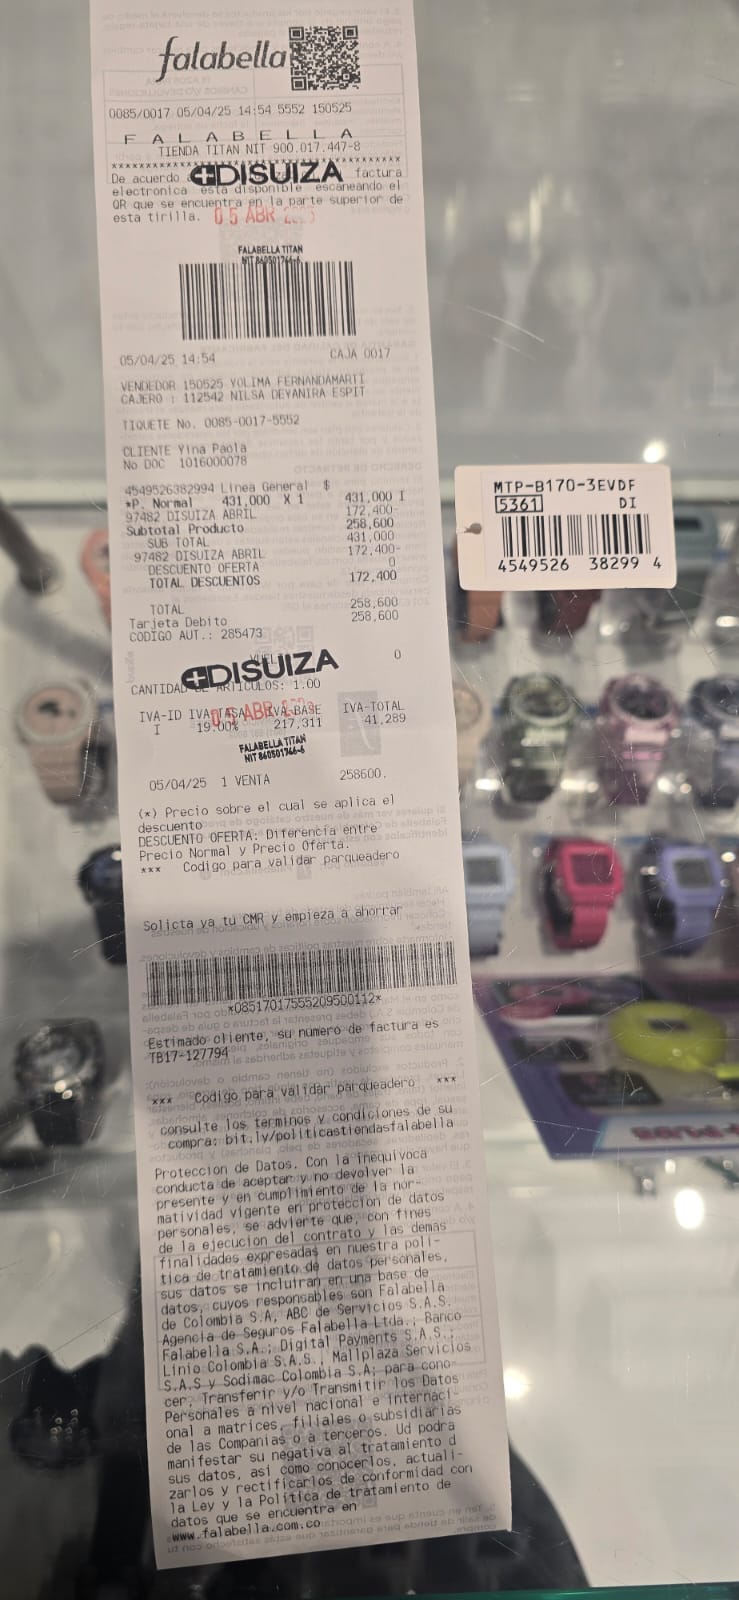 falabella
0085/0017 05/04/25 14:54 5552 150525
F A L A B E L L A
TIENDA TITAN NIT 900.017.447-8
De acuerdo DISUIZA factura
electronica esta disponible escaneando el
QR que se encuentra en la parte superior de
esta tirilla. 05 ABR
FALABELLA TITAN
NIT 860501766-6
05/04/25 14:54 CAJA 0017
VENDEDOR 150525 YOLIMA FERNANDAMARTI
CAJERO : 112542 NILSA DEYANIRA ESPIT
TIQUETE No. 0085-0017-5552
CLIENTE Yina Paola
No DOC 1016000078
4549526382994 Linea General $
*P. Normal 431,000 X 1 431,000 I
97482 DISUIZA ABRIL 172,400-
Subtotal Producto 258,600
SUB TOTAL 431,000
97482 DISUIZA ABRIL 172,400-
DESCUENTO OFERTA 0
TOTAL DESCUENTOS 172,400
TOTAL 258,600
Tarjeta Debito 258,600
CODIGO AUT.: 285473
0
DISUIZA
CANTIDAD DE ARTICULOS: 1.00
IVA-ID IVA-TASA IVA-BASE IVA-TOTAL
I 19.00% 217,311 41,289
FALABELLA TITAN
NIT 860501766-6
05/04/25 1 VENTA 258600.
(*) Precio sobre el cual se aplica el
descuento
DESCUENTO OFERTA: Diferencia entre
Precio Normal y Precio Oferta.
*** Codigo para validar parqueadero
Solicta ya tu CMR y empieza a ahorrar
*08517017555209500112*
Estimado cliente, su número de factura es
TB17-127794
*** Codigo para validar parqueadero ***
consulte los terminos y condiciones de su
compra: bit.ly/politicastiendasfalabella
Proteccion de Datos. Con la inequivoca
conducta de aceptar y no devolver la
presente y en cumplimiento de la nor-
matividad vigente en protección de datos
personales, se advierte que, con fines
de la ejecucion del contrato y las demas
finalidades expresadas en nuestra poli-
tica de tratamiento de datos personales,
sus datos se incluiran en una base de
datos, cuyos responsables son Falabella
de Colombia S.A, ABC de Servicios S.A.S.
Agencia de Seguros Falabella Ltda.; Banco
Falabella S.A.; Digital Payments S.A.S.;
Linio Colombia S.A.S.; Mallplaza Servicios
S.A.S y Sodimac Colombia S.A; para cono-
cer, Transferir y/o Transmitir los Datos
Personales a nivel nacional e internaci-
onal a matrices, filiales o subsidiarias
de las Companias o a terceros. Ud podra
manifestar su negativa al tratamiento d
sus datos, asi como conocerlos, actuali-
zarlos y rectificarlos de conformidad con
la Ley y la Politica de tratamiento de
datos que se encuentra en
www.falabella.com.co
MTP-B170-3EVDF
5361 DI
4549526 38299 4